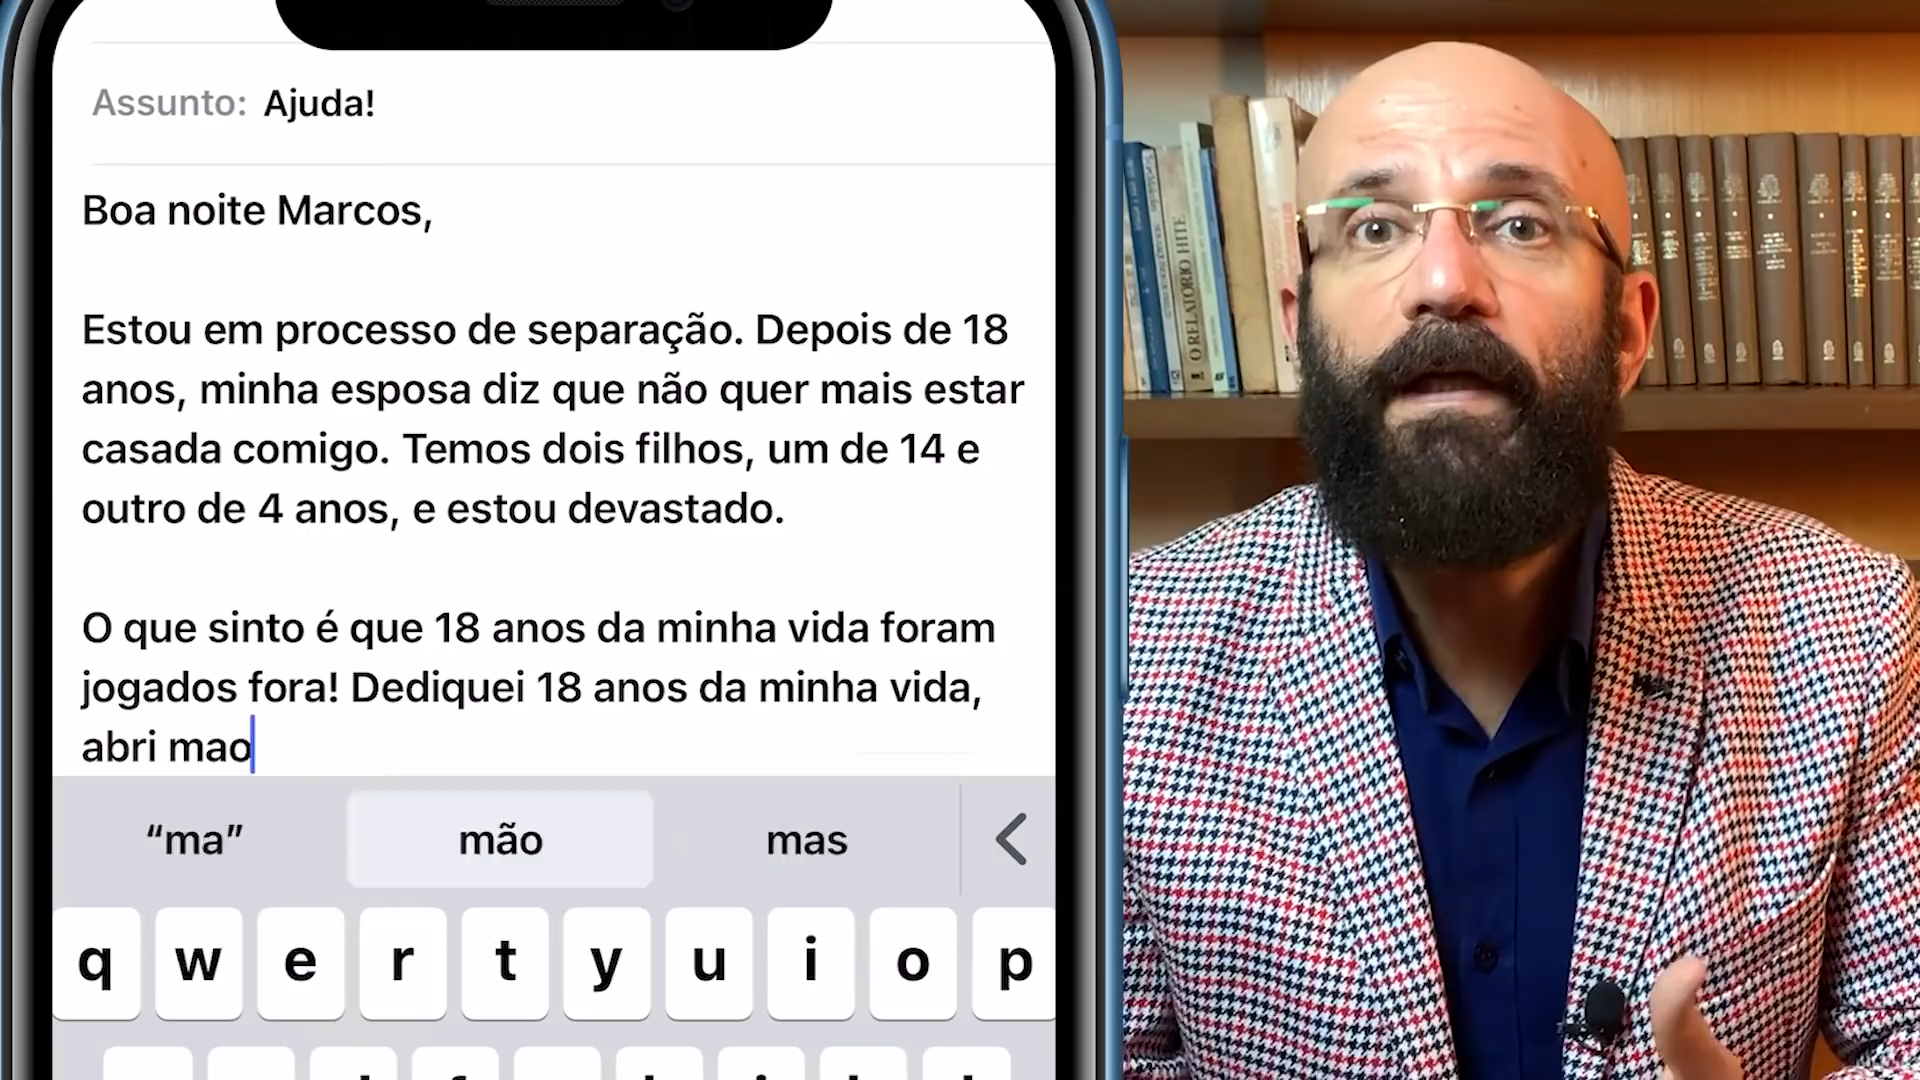 Assunto: Ajuda!
Boa noite Marcos,
Estou em processo de separação. Depois de 18
anos, minha esposa diz que não quer mais estar
casada comigo. Temos dois filhos, um de 14 e
outro de 4 anos, e estou devastado.
O que sinto é que 18 anos da minha vida foram
jogados fora! Dediquei 18 anos da minha vida,
abri mao
“ma” mão mas
q w e r t y u i o p
O RELATÓRIO HITE